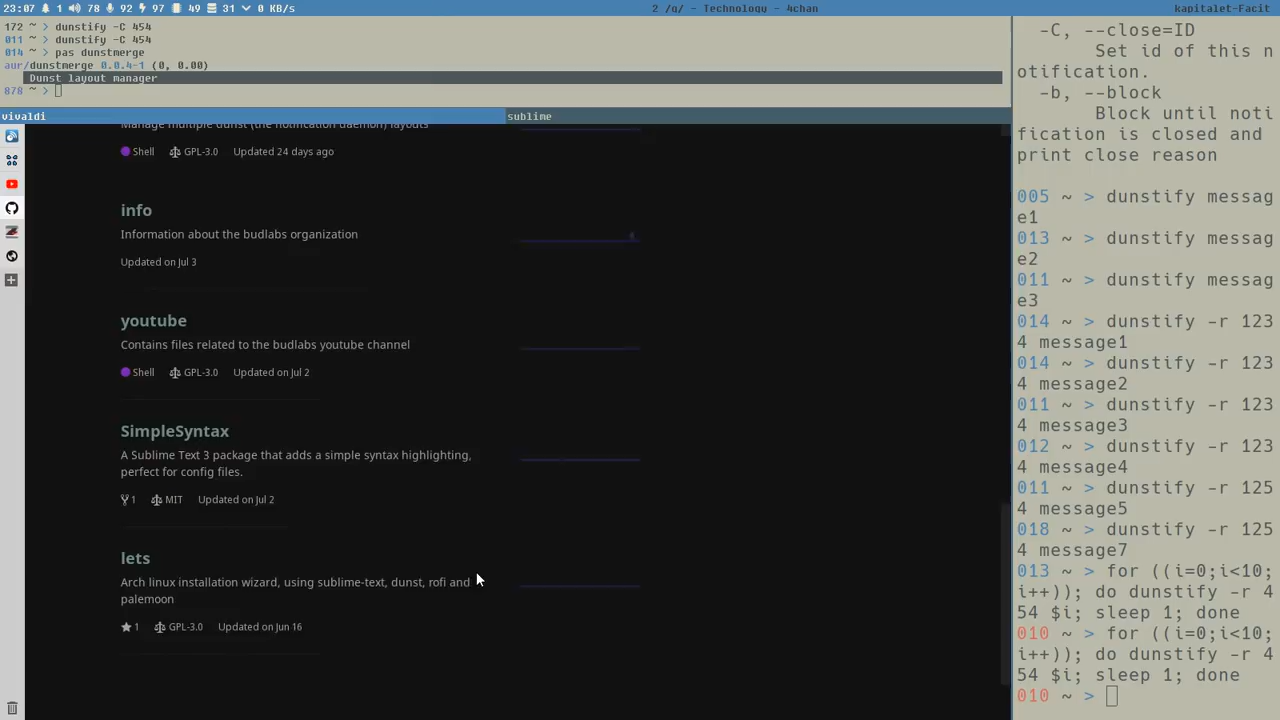 23:07 1 78 92 97 49 31 0 KB/s
2 /g/ - Technology - 4chan
kapitalet-Facit
172 ~ > dunstify -C 454
011 ~ > dunstify -C 454
014 ~ > pas dunstmerge
aur/dunstmerge 0.0.4-1 (0, 0.00)
Dunst layout manager
878 ~ >
vivaldi
sublime
Manage multiple dunst (the notification daemon) layouts
Shell GPL-3.0 Updated 24 days ago
info
Information about the budlabs organization
Updated on Jul 3
youtube
Contains files related to the budlabs youtube channel
Shell GPL-3.0 Updated on Jul 2
SimpleSyntax
A Sublime Text 3 package that adds a simple syntax highlighting,
perfect for config files.
1 MIT Updated on Jul 2
lets
Arch linux installation wizard, using sublime-text, dunst, rofi and
palemoon
1 GPL-3.0 Updated on Jun 16
-C, --close=ID
Set id of this n
otification.
-b, --block
Block until noti
fication is closed and
print close reason
005 ~ > dunstify messag
e1
013 ~ > dunstify messag
e2
011 ~ > dunstify messag
e3
014 ~ > dunstify -r 123
4 message1
014 ~ > dunstify -r 123
4 message2
011 ~ > dunstify -r 123
4 message3
012 ~ > dunstify -r 123
4 message4
011 ~ > dunstify -r 125
4 message5
018 ~ > dunstify -r 125
4 message7
013 ~ > for ((i=0;i<10;
i++)); do dunstify -r 4
54 $i; sleep 1; done
010 ~ > for ((i=0;i<10;
i++)); do dunstify -r 4
54 $i; sleep 1; done
010 ~ >